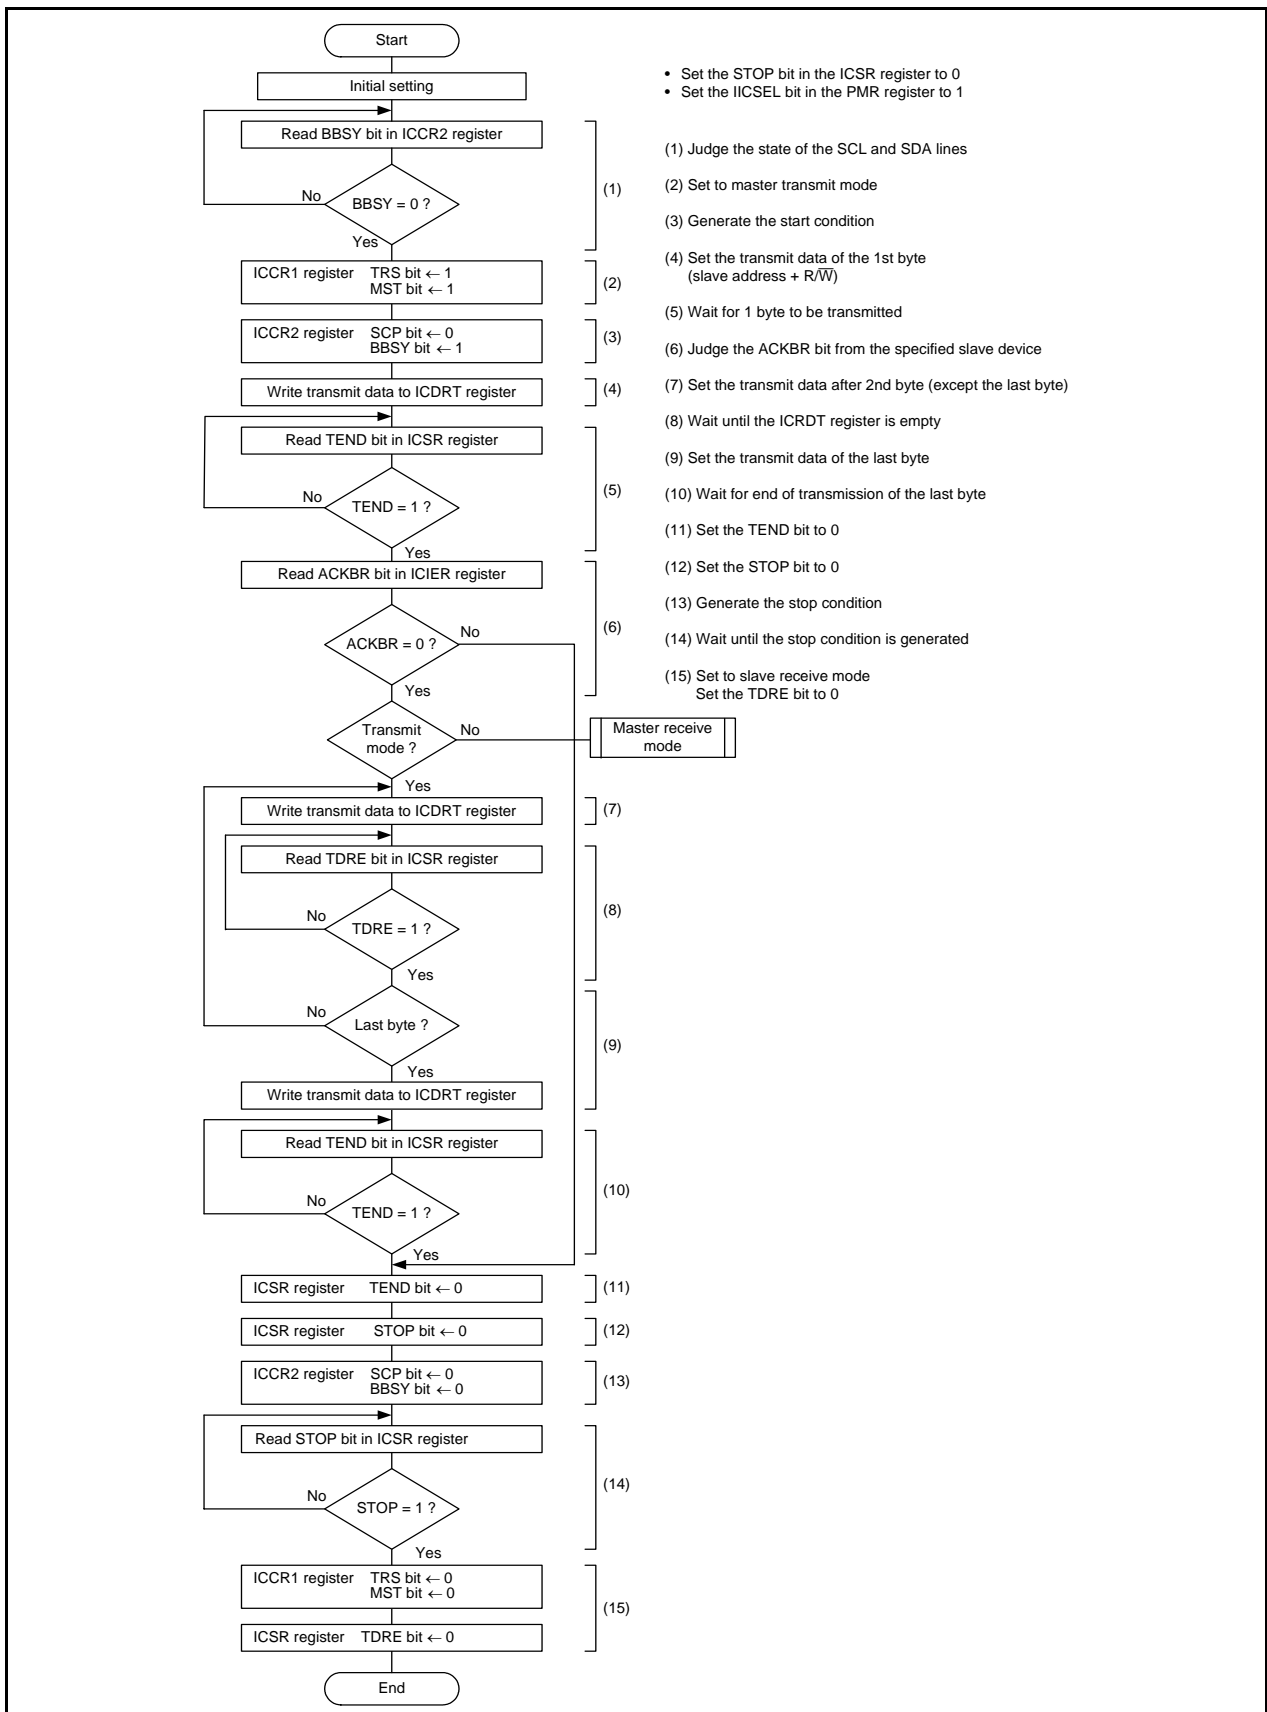 Start
Initial setting
• Set the STOP bit in the ICSR register to 0
• Set the IICSEL bit in the PMR register to 1
Read BBSY bit in ICCR2 register
BBSY = 0 ?
No
Yes
(1)
ICCR1 register TRS bit ← 1
MST bit ← 1
(2)
ICCR2 register SCP bit ← 0
BBSY bit ← 1
(3)
Write transmit data to ICDRT register
(4)
Read TEND bit in ICSR register
No
TEND = 1 ?
Yes
(5)
Read ACKBR bit in ICIER register
ACKBR = 0 ?
No
Yes
(6)
Transmit
mode ?
No
Master receive
mode
Yes
Write transmit data to ICDRT register
(7)
Read TDRE bit in ICSR register
No
TDRE = 1 ?
Yes
(8)
No
Last byte ?
Yes
(9)
Write transmit data to ICDRT register
Read TEND bit in ICSR register
No
TEND = 1 ?
Yes
(10)
ICSR register TEND bit ← 0
(11)
ICSR register STOP bit ← 0
(12)
ICCR2 register SCP bit ← 0
BBSY bit ← 0
(13)
Read STOP bit in ICSR register
No
STOP = 1 ?
Yes
(14)
ICCR1 register TRS bit ← 0
MST bit ← 0
(15)
ICSR register TDRE bit ← 0
End
(1) Judge the state of the SCL and SDA lines
(2) Set to master transmit mode
(3) Generate the start condition
(4) Set the transmit data of the 1st byte
(slave address + R/W̅)
(5) Wait for 1 byte to be transmitted
(6) Judge the ACKBR bit from the specified slave device
(7) Set the transmit data after 2nd byte (except the last byte)
(8) Wait until the ICRDT register is empty
(9) Set the transmit data of the last byte
(10) Wait for end of transmission of the last byte
(11) Set the TEND bit to 0
(12) Set the STOP bit to 0
(13) Generate the stop condition
(14) Wait until the stop condition is generated
(15) Set to slave receive mode
Set the TDRE bit to 0